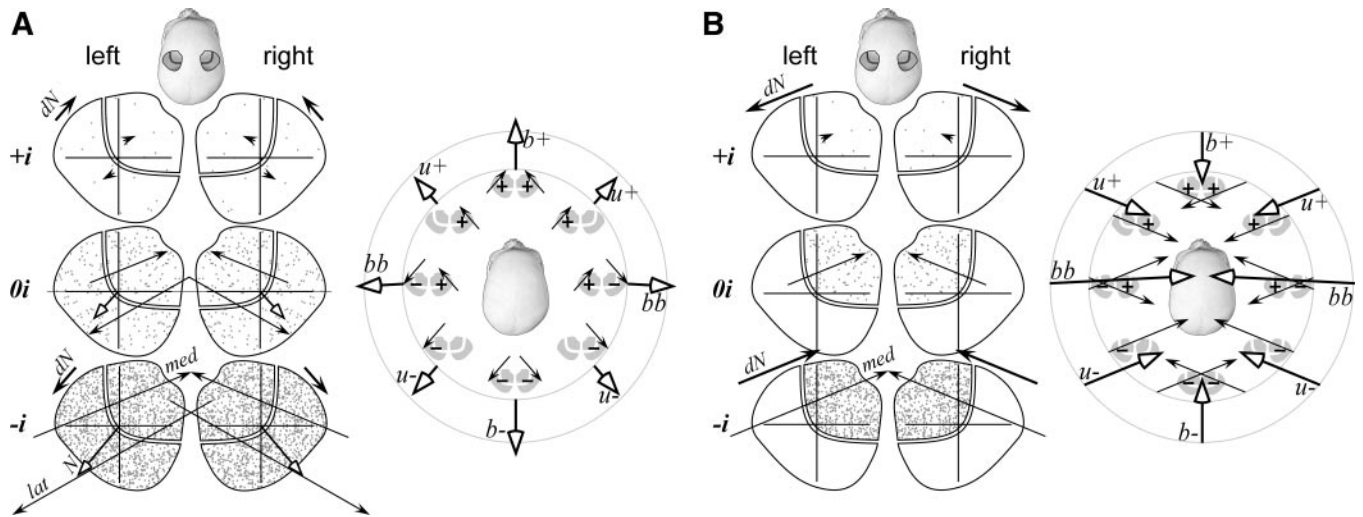 A
left right
dN
+i
0i
dN med
-i
N
lat
b+
u+ u+
+ + + +
bb - + + - bb
- -
u- - - u-
b-
B
left right
dN
+i
0i
dN med
-i
b+
u+ u+
+ + + +
bb - + + - bb
- -
u- - - u-
b-